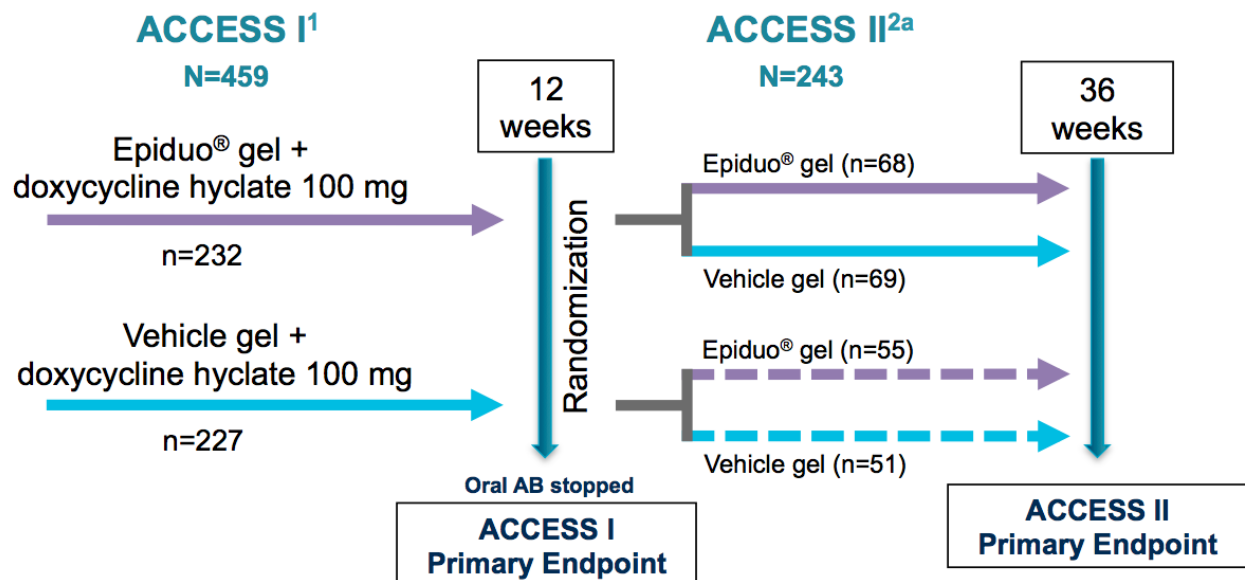 ACCESS I¹
N=459
12
weeks
ACCESS II²ᵃ
N=243
36
weeks
Epiduo® gel +
doxycycline hyclate 100 mg
n=232
Vehicle gel +
doxycycline hyclate 100 mg
n=227
Randomization
Epiduo® gel (n=68)
Vehicle gel (n=69)
Epiduo® gel (n=55)
Vehicle gel (n=51)
Oral AB stopped
ACCESS I
Primary Endpoint
ACCESS II
Primary Endpoint